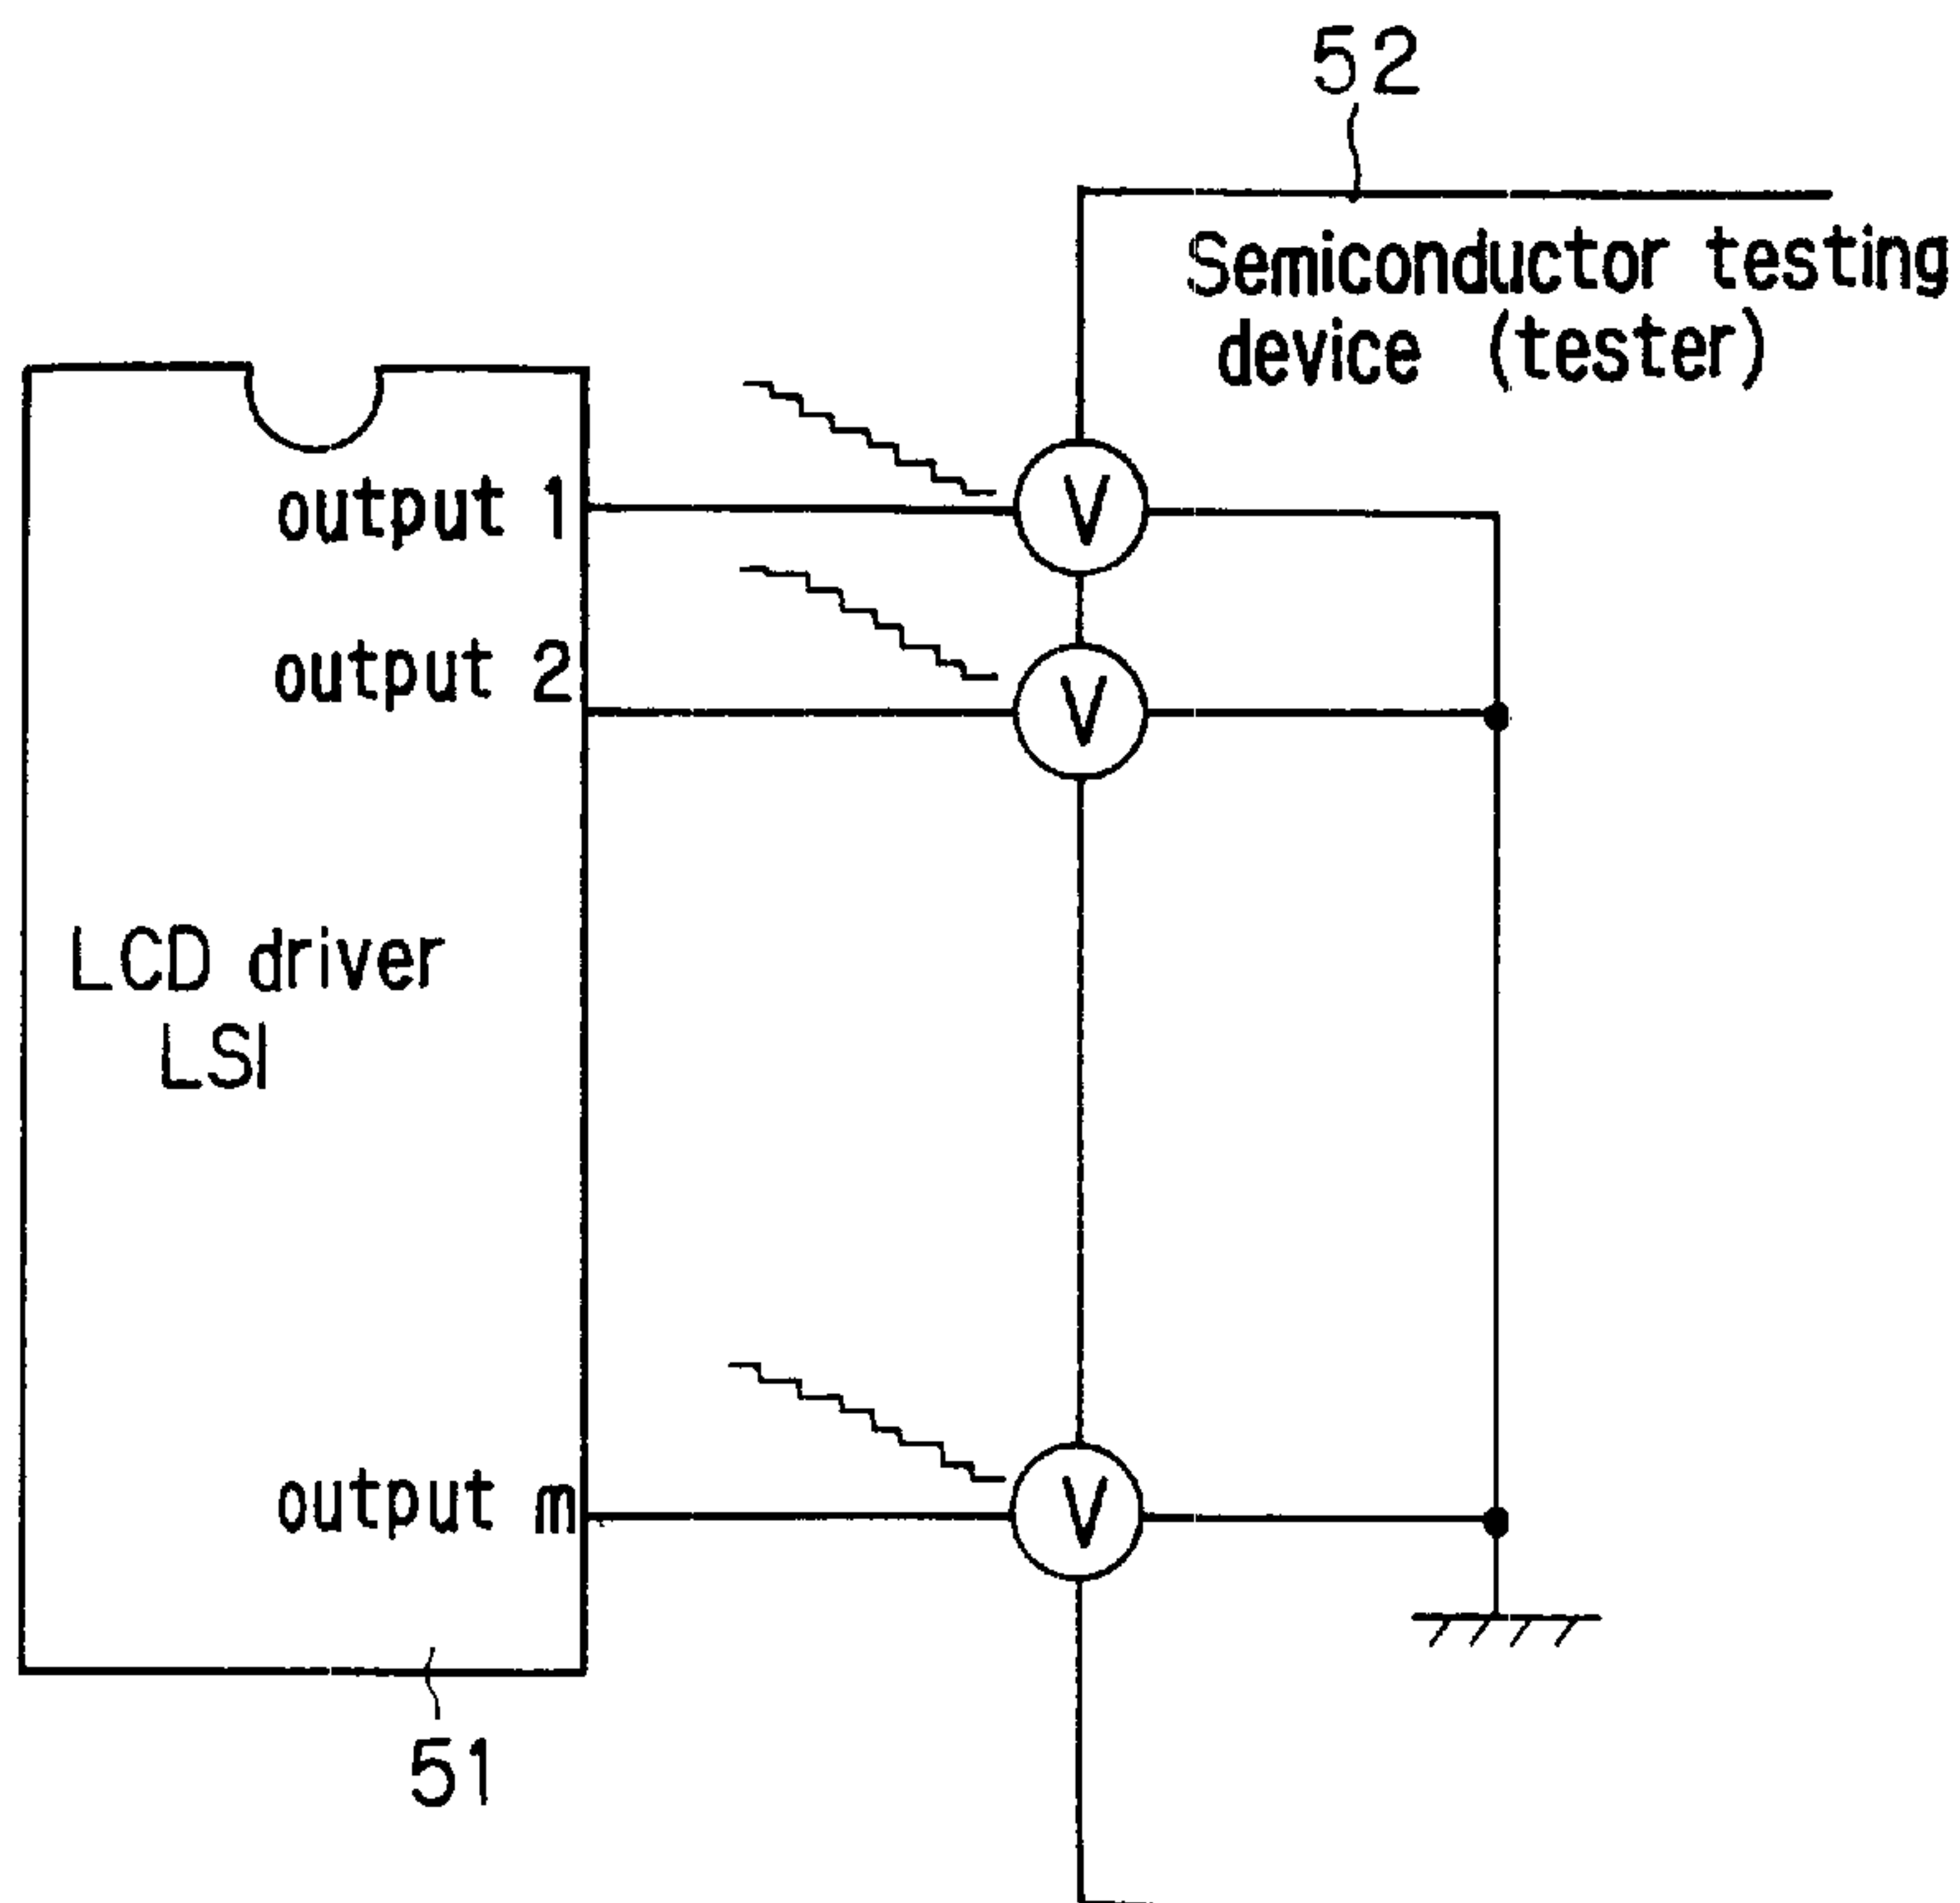 52
Semiconductor testing
device (tester)
output 1
V
output 2
V
LCD driver
LSI
output m
V
51